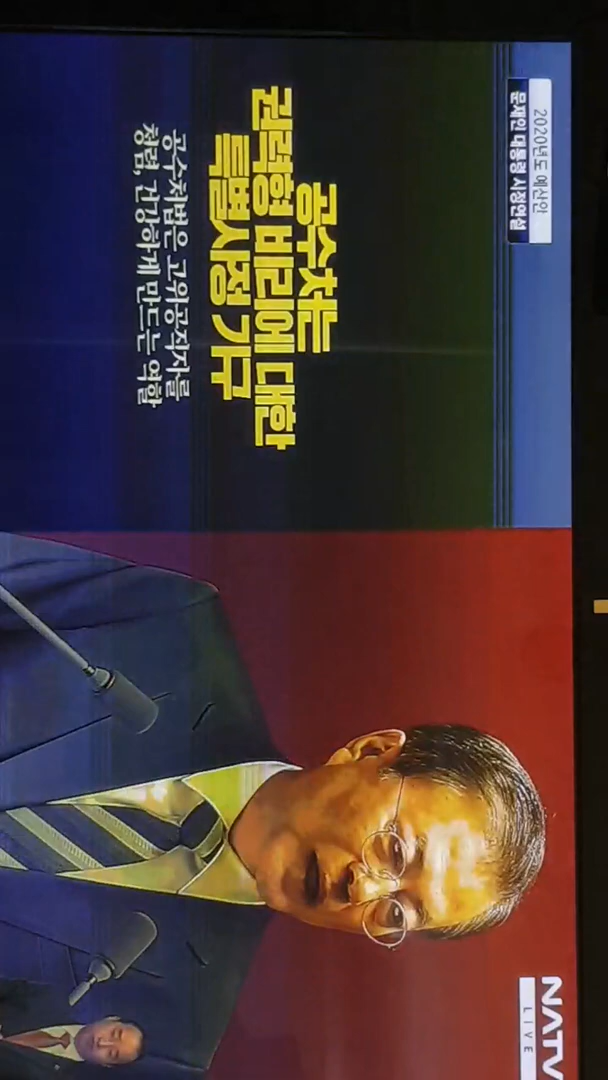 2020년도 예산안
문재인 대통령 시정연설
공수처는
권력형 비리에 대한
특별사정 기구
공수처법은 고위공직자를
청렴, 건강하게 만드는 역할
NATV
LIVE